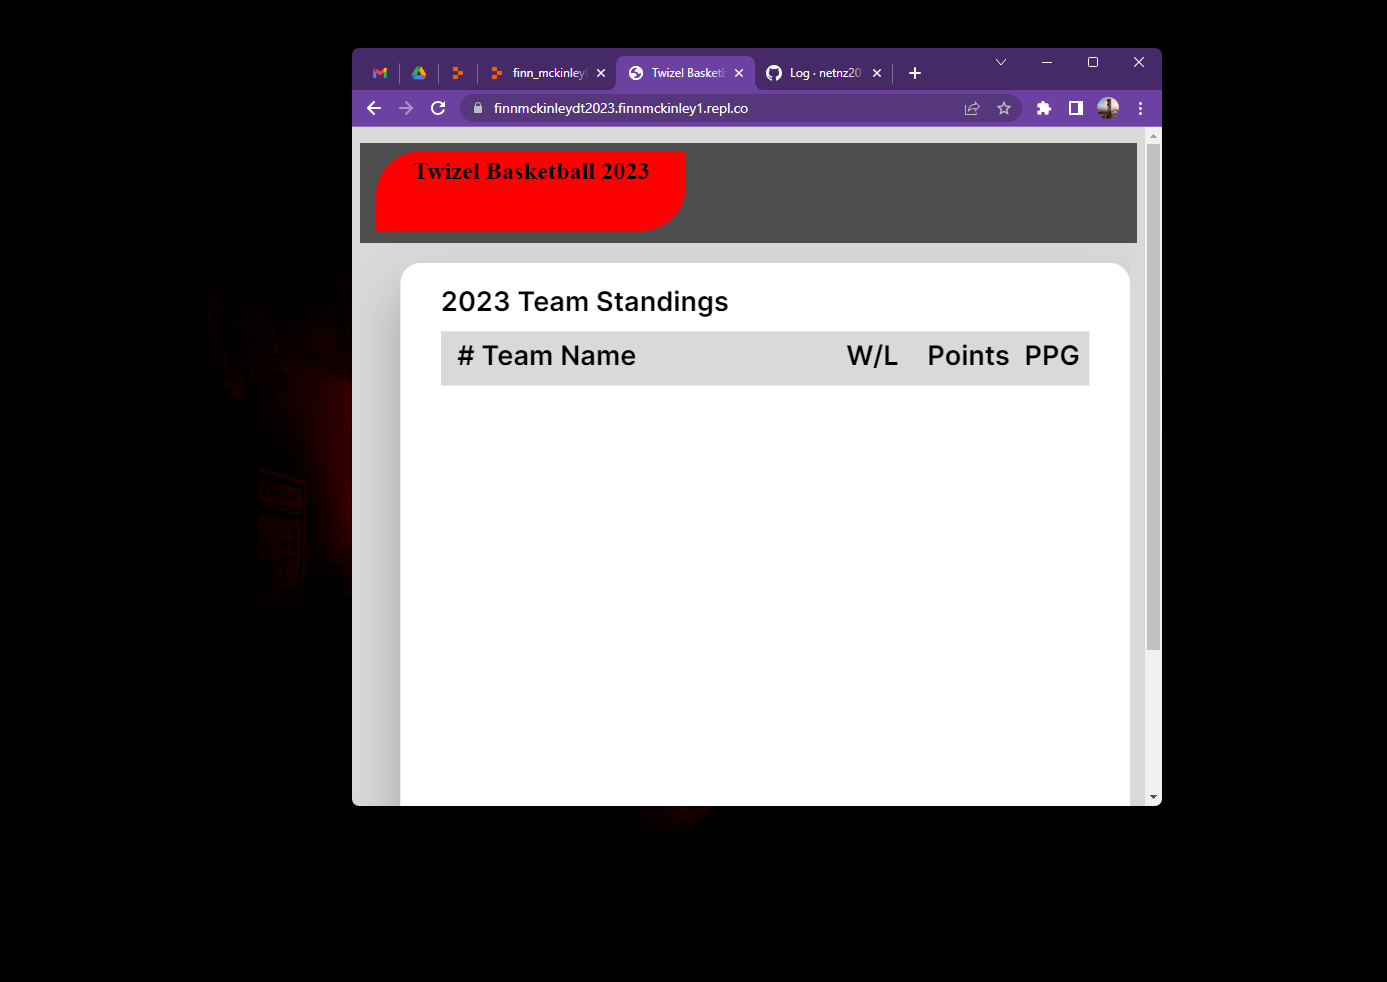 finn_mckinley
Twizel Basketb
Log · netnz20
finnmckinleydt2023.finnmckinley1.repl.co
Twizel Basketball 2023
2023 Team Standings
# Team Name W/L Points PPG